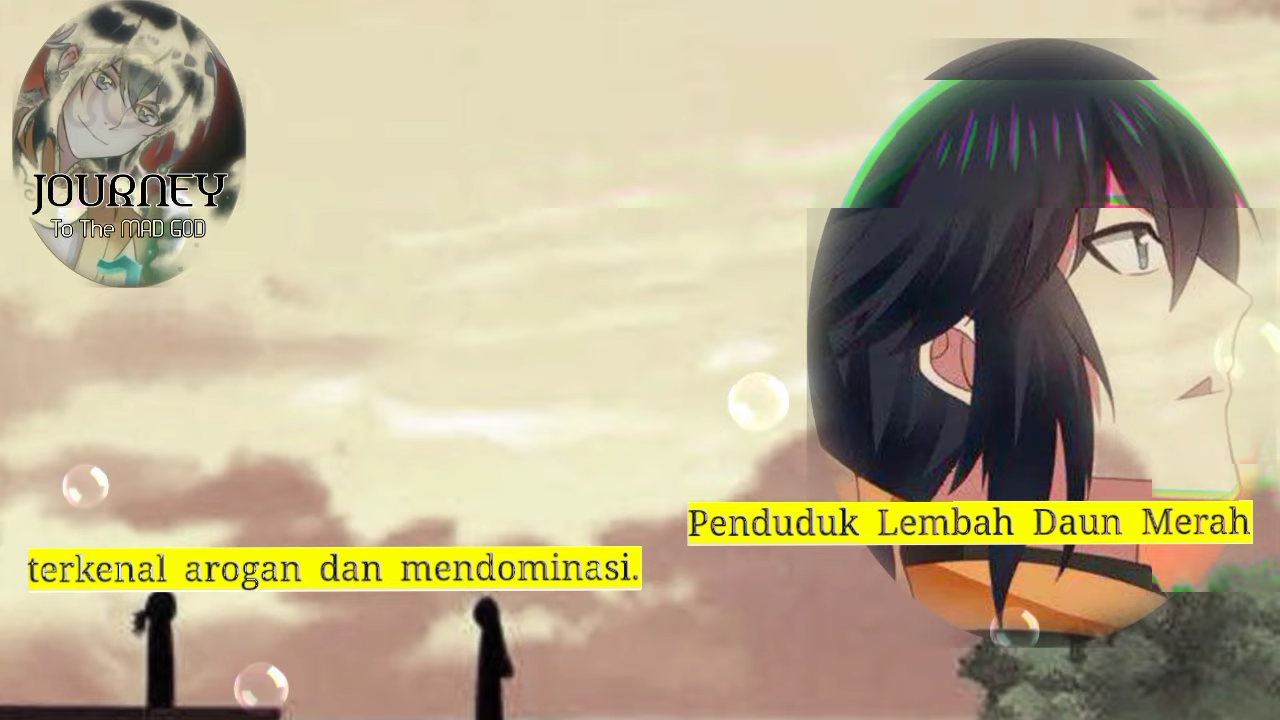 JOURNEY
To The MAD GOD
Penduduk Lembah Daun Merah
terkenal arogan dan mendominasi.